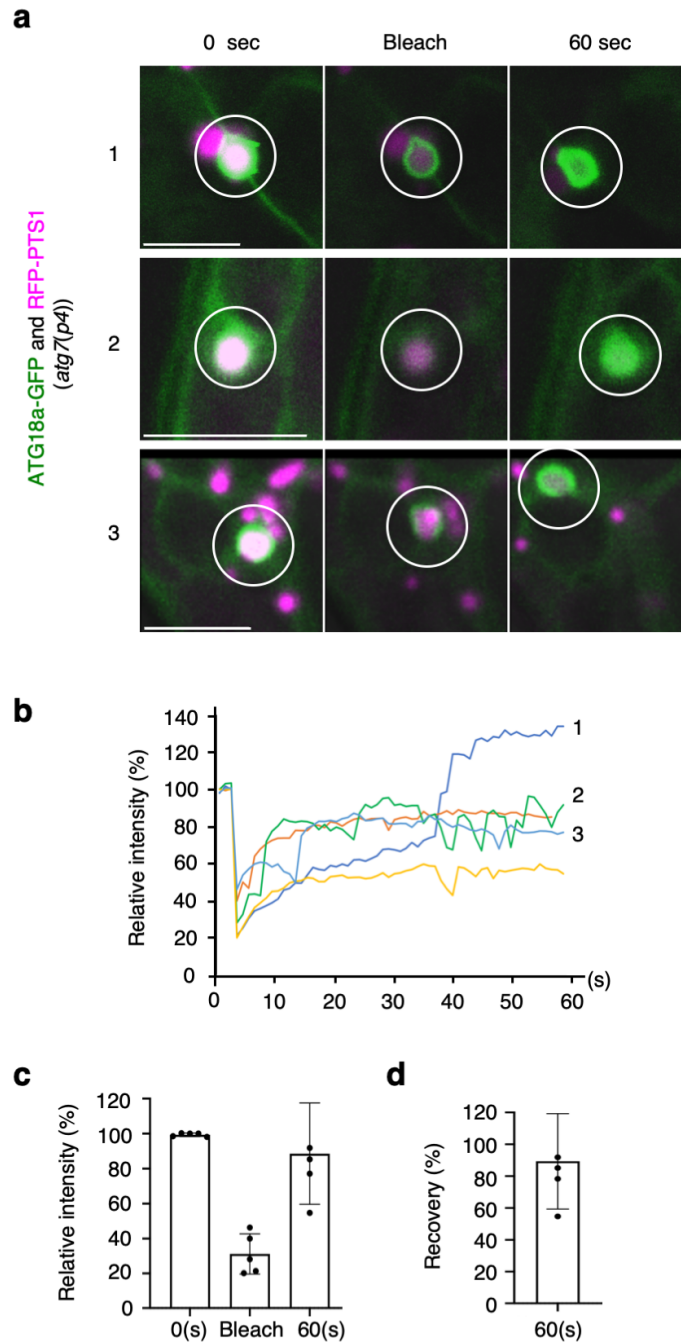 a
0 sec
Bleach
60 sec
ATG18a-GFP and RFP-PTS1
(atg7(p4))
1
2
3
b
Relative intensity (%)
140
120
100
80
60
40
20
0
0 10 20 30 40 50 60 (s)
1
2
3
c
Relative intensity (%)
120
100
80
60
40
20
0
0(s) Bleach 60(s)
d
Recovery (%)
120
100
80
60
40
20
0
60(s)